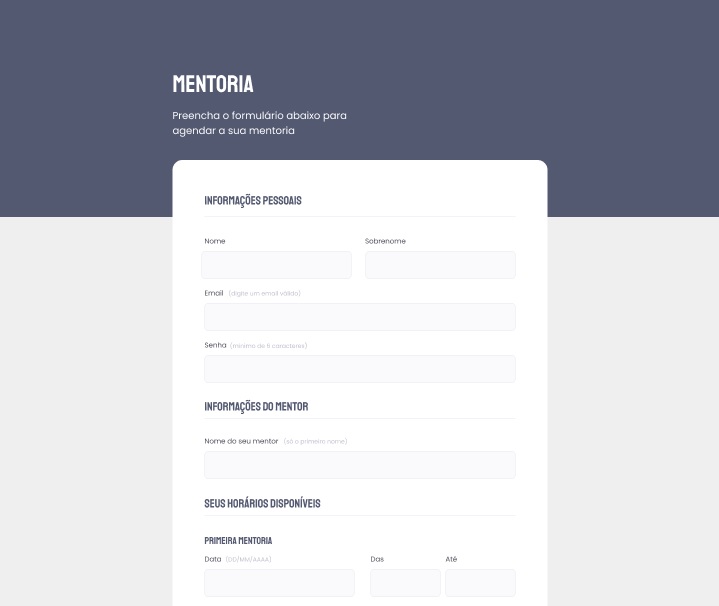 MENTORIA
Preencha o formulário abaixo para
agendar a sua mentoria
INFORMAÇÕES PESSOAIS
Nome Sobrenome
Email (digite um email válido)
Senha (mínimo de 6 caracteres)
INFORMAÇÕES DO MENTOR
Nome do seu mentor (só o primeiro nome)
SEUS HORÁRIOS DISPONÍVEIS
PRIMEIRA MENTORIA
Data (DD/MM/AAAA) Das Até